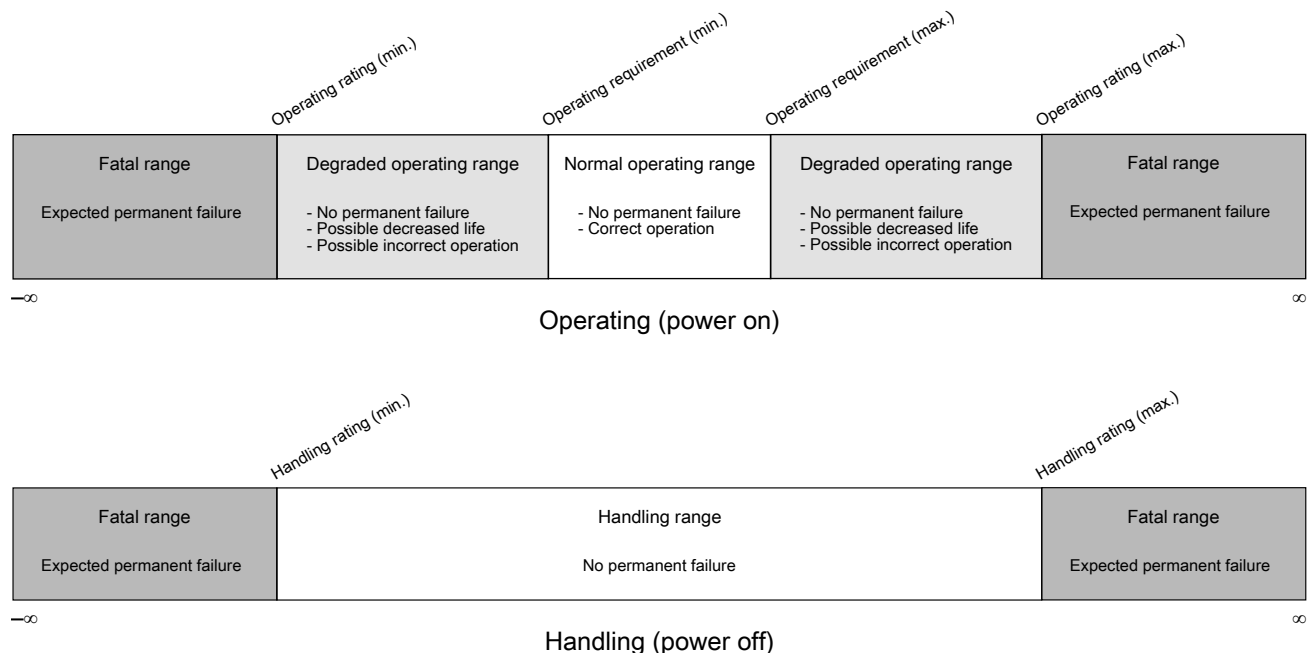 Operating rating (min.)
Operating requirement (min.)
Operating requirement (max.)
Operating rating (max.)
Fatal range
Expected permanent failure
Degraded operating range
- No permanent failure
- Possible decreased life
- Possible incorrect operation
Normal operating range
- No permanent failure
- Correct operation
Degraded operating range
- No permanent failure
- Possible decreased life
- Possible incorrect operation
Fatal range
Expected permanent failure
–∞
∞
Operating (power on)
Handling rating (min.)
Handling rating (max.)
Fatal range
Expected permanent failure
Handling range
No permanent failure
Fatal range
Expected permanent failure
–∞
∞
Handling (power off)